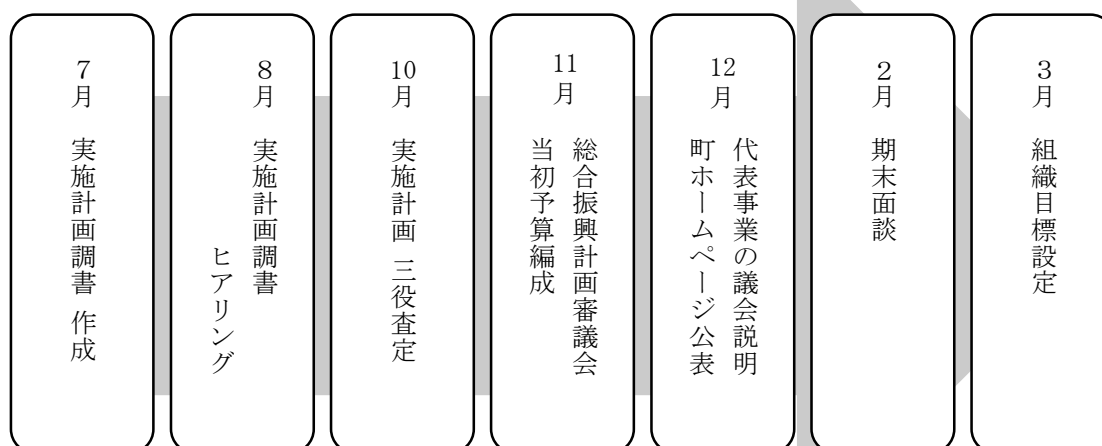 ７月　実施計画調書 作成
８月　実施計画調書
ヒアリング
10月　実施計画 三役査定
11月　総合振興計画審議会
当初予算編成
12月　代表事業の議会説明
町ホームページ公表
２月　期末面談
３月　組織目標設定